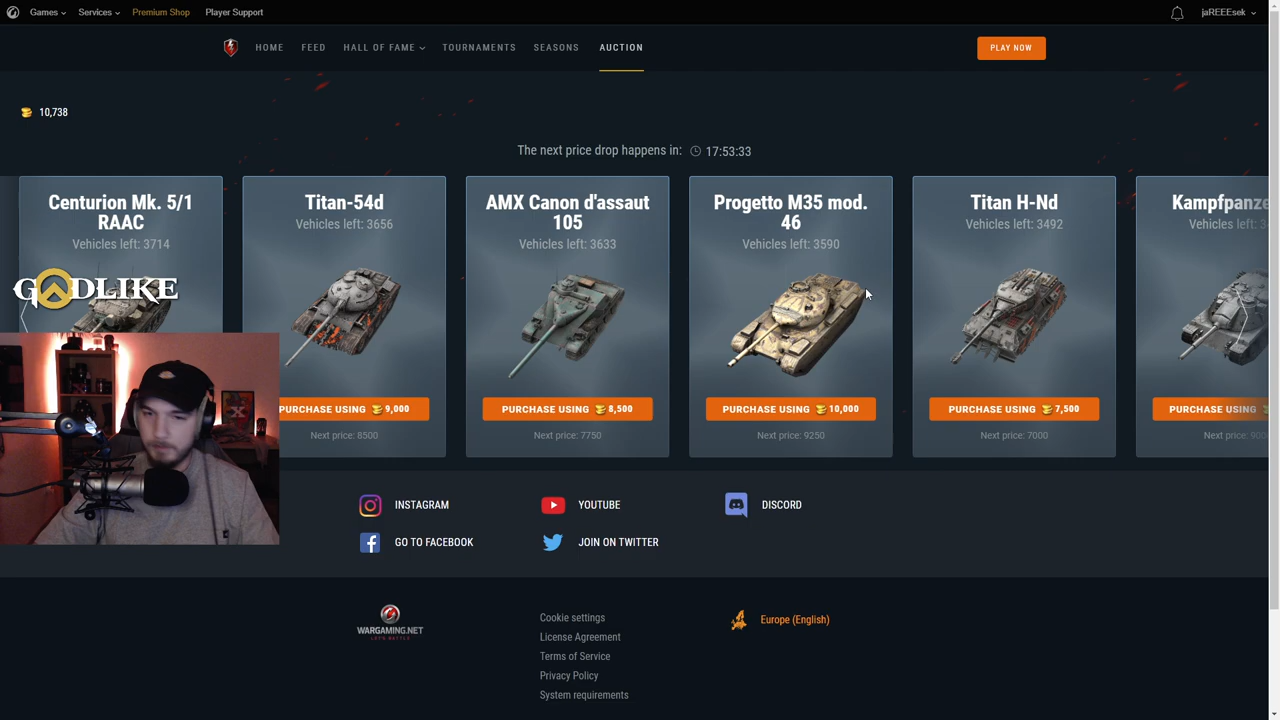 Games
Services
Premium Shop
Player Support
jaREEEsek
HOME
FEED
HALL OF FAME
TOURNAMENTS
SEASONS
AUCTION
PLAY NOW
10,738
The next price drop happens in: 17:53:33
Centurion Mk. 5/1
RAAC
Vehicles left: 3714
GODLIKE
Titan-54d
Vehicles left: 3656
PURCHASE USING 9,000
Next price: 8500
AMX Canon d'assaut
105
Vehicles left: 3633
PURCHASE USING 8,500
Next price: 7750
Progetto M35 mod.
46
Vehicles left: 3590
PURCHASE USING 10,000
Next price: 9250
Titan H-Nd
Vehicles left: 3492
PURCHASE USING 7,500
Next price: 7000
Kampfpanze
Vehicles left:
PURCHASE USING
Next price:
INSTAGRAM
YOUTUBE
DISCORD
GO TO FACEBOOK
JOIN ON TWITTER
WARGAMING.NET
LET'S BATTLE
Cookie settings
License Agreement
Terms of Service
Privacy Policy
System requirements
Europe (English)